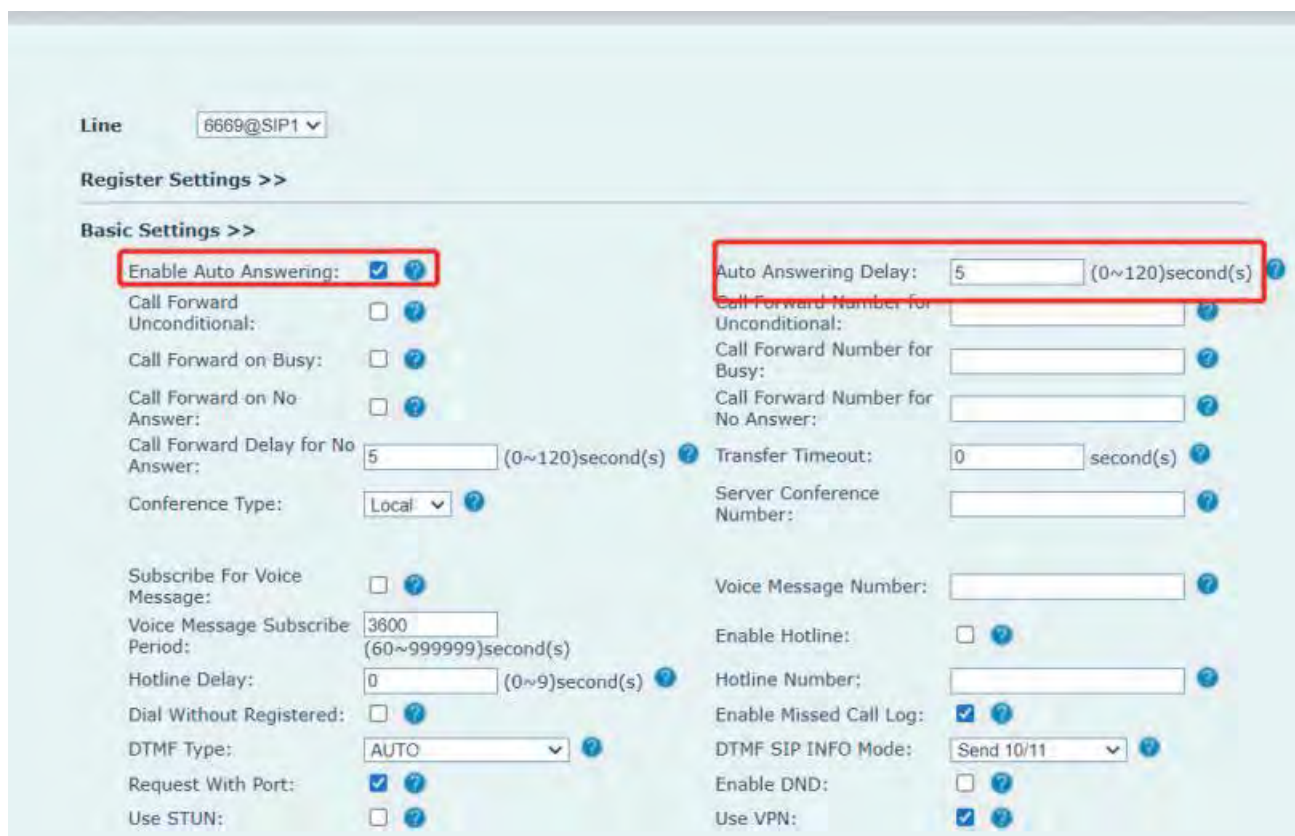 Line 6669@SIP1
Register Settings >>
Basic Settings >>
Enable Auto Answering: Auto Answering Delay: 5 (0~120)second(s)
Call Forward Unconditional: Call Forward Number for Unconditional:
Call Forward on Busy: Call Forward Number for Busy:
Call Forward on No Answer: Call Forward Number for No Answer:
Call Forward Delay for No Answer: 5 (0~120)second(s) Transfer Timeout: 0 second(s)
Conference Type: Local Server Conference Number:
Subscribe For Voice Message: Voice Message Number:
Voice Message Subscribe Period: 3600 (60~999999)second(s) Enable Hotline:
Hotline Delay: 0 (0~9)second(s) Hotline Number:
Dial Without Registered: Enable Missed Call Log:
DTMF Type: AUTO DTMF SIP INFO Mode: Send 10/11
Request With Port: Enable DND:
Use STUN: Use VPN: